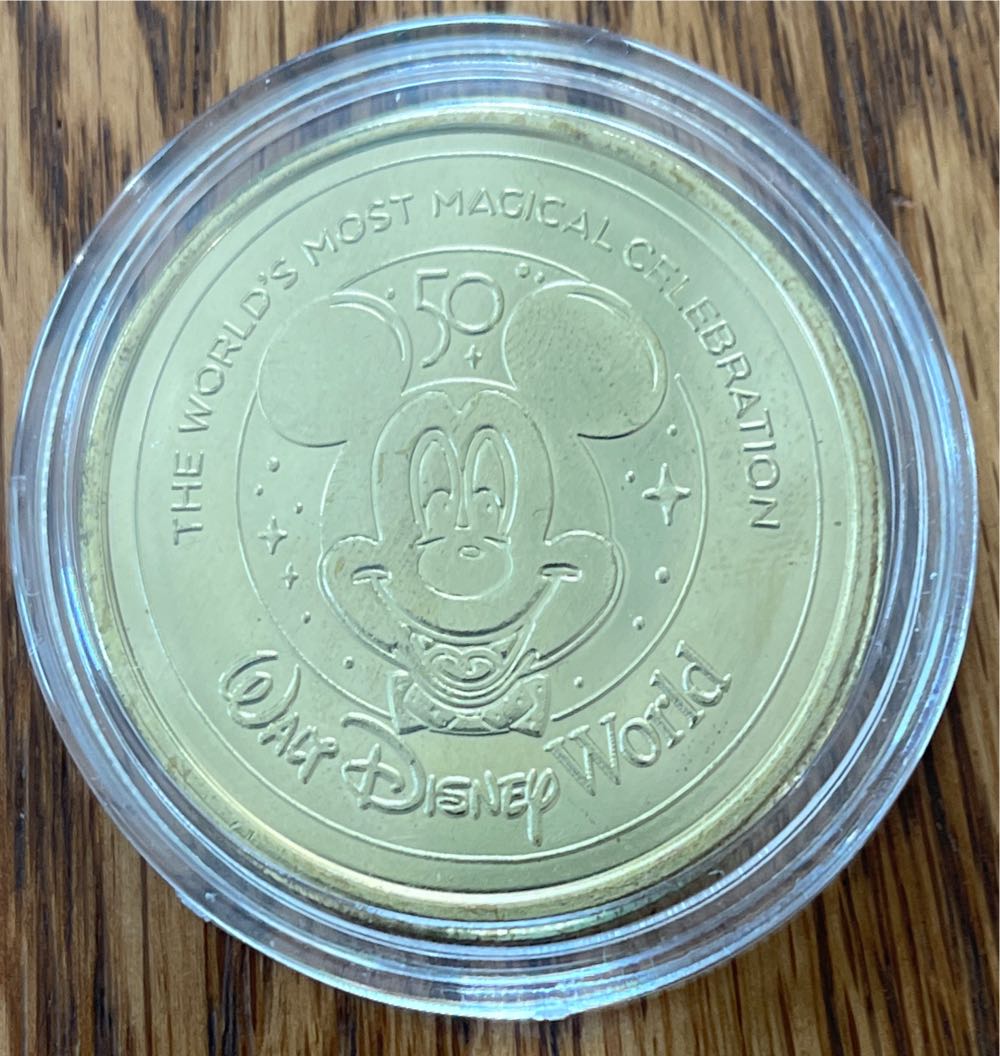 THE WORLD'S MOST MAGICAL CELEBRATION
50
WALT DISNEY World